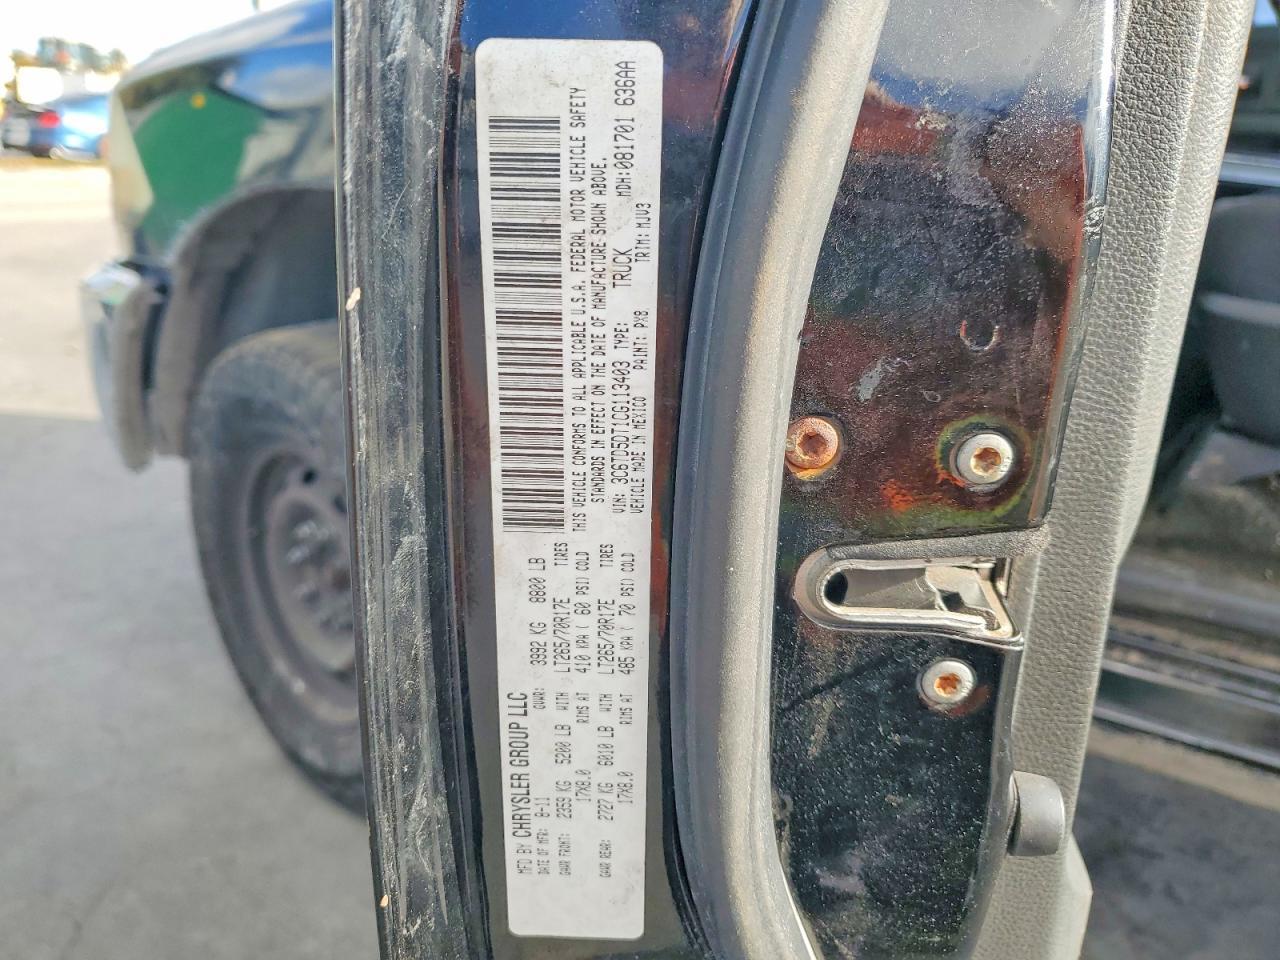 MFD BY CHRYSLER GROUP LLC
DATE OF MFR: 8-11 GVWR: 3992 KG 8800 LB
GAWR FRONT: 2359 KG 5200 LB WITH LT265/70R17E TIRES
17X8.0 RIMS AT 410 KPA ( 60 PSI) COLD
GAWR REAR: 2727 KG 6010 LB WITH LT265/70R17E TIRES
17X8.0 RIMS AT 485 KPA ( 70 PSI) COLD
THIS VEHICLE CONFORMS TO ALL APPLICABLE U.S.A. FEDERAL MOTOR VEHICLE SAFETY
STANDARDS IN EFFECT ON THE DATE OF MANUFACTURE SHOWN ABOVE.
VIN: 3C6TD5DT1CG113403 TYPE: TRUCK MDH:081701 636AA
VEHICLE MADE IN MEXICO PAINT: PX8 TRIM: MJV3